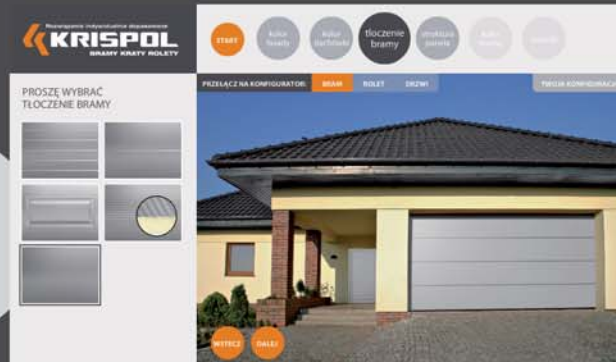 Rozwiązania indywidualnie dopasowane
KRISPOL
BRAMY KRATY ROLETY
START
kolor
fasady
kolor
dachówki
tłoczenie
bramy
struktura
panela
PROSZĘ WYBRAĆ
TŁOCZENIE BRAMY
PRZEŁĄCZ NA KONFIGURATOR:
BRAM
ROLET
DRZWI
TWOJA KONFIGURACJA
WSTECZ
DALEJ